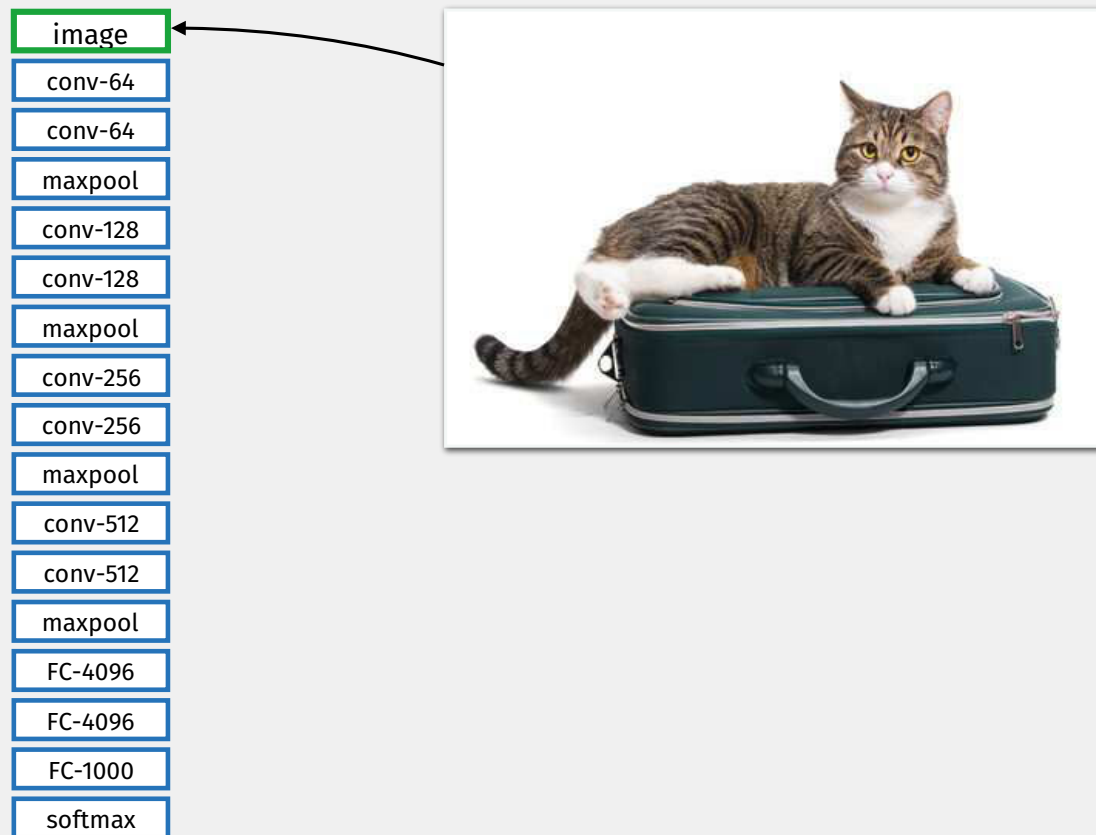 image
conv-64
conv-64
maxpool
conv-128
conv-128
maxpool
conv-256
conv-256
maxpool
conv-512
conv-512
maxpool
FC-4096
FC-4096
FC-1000
softmax